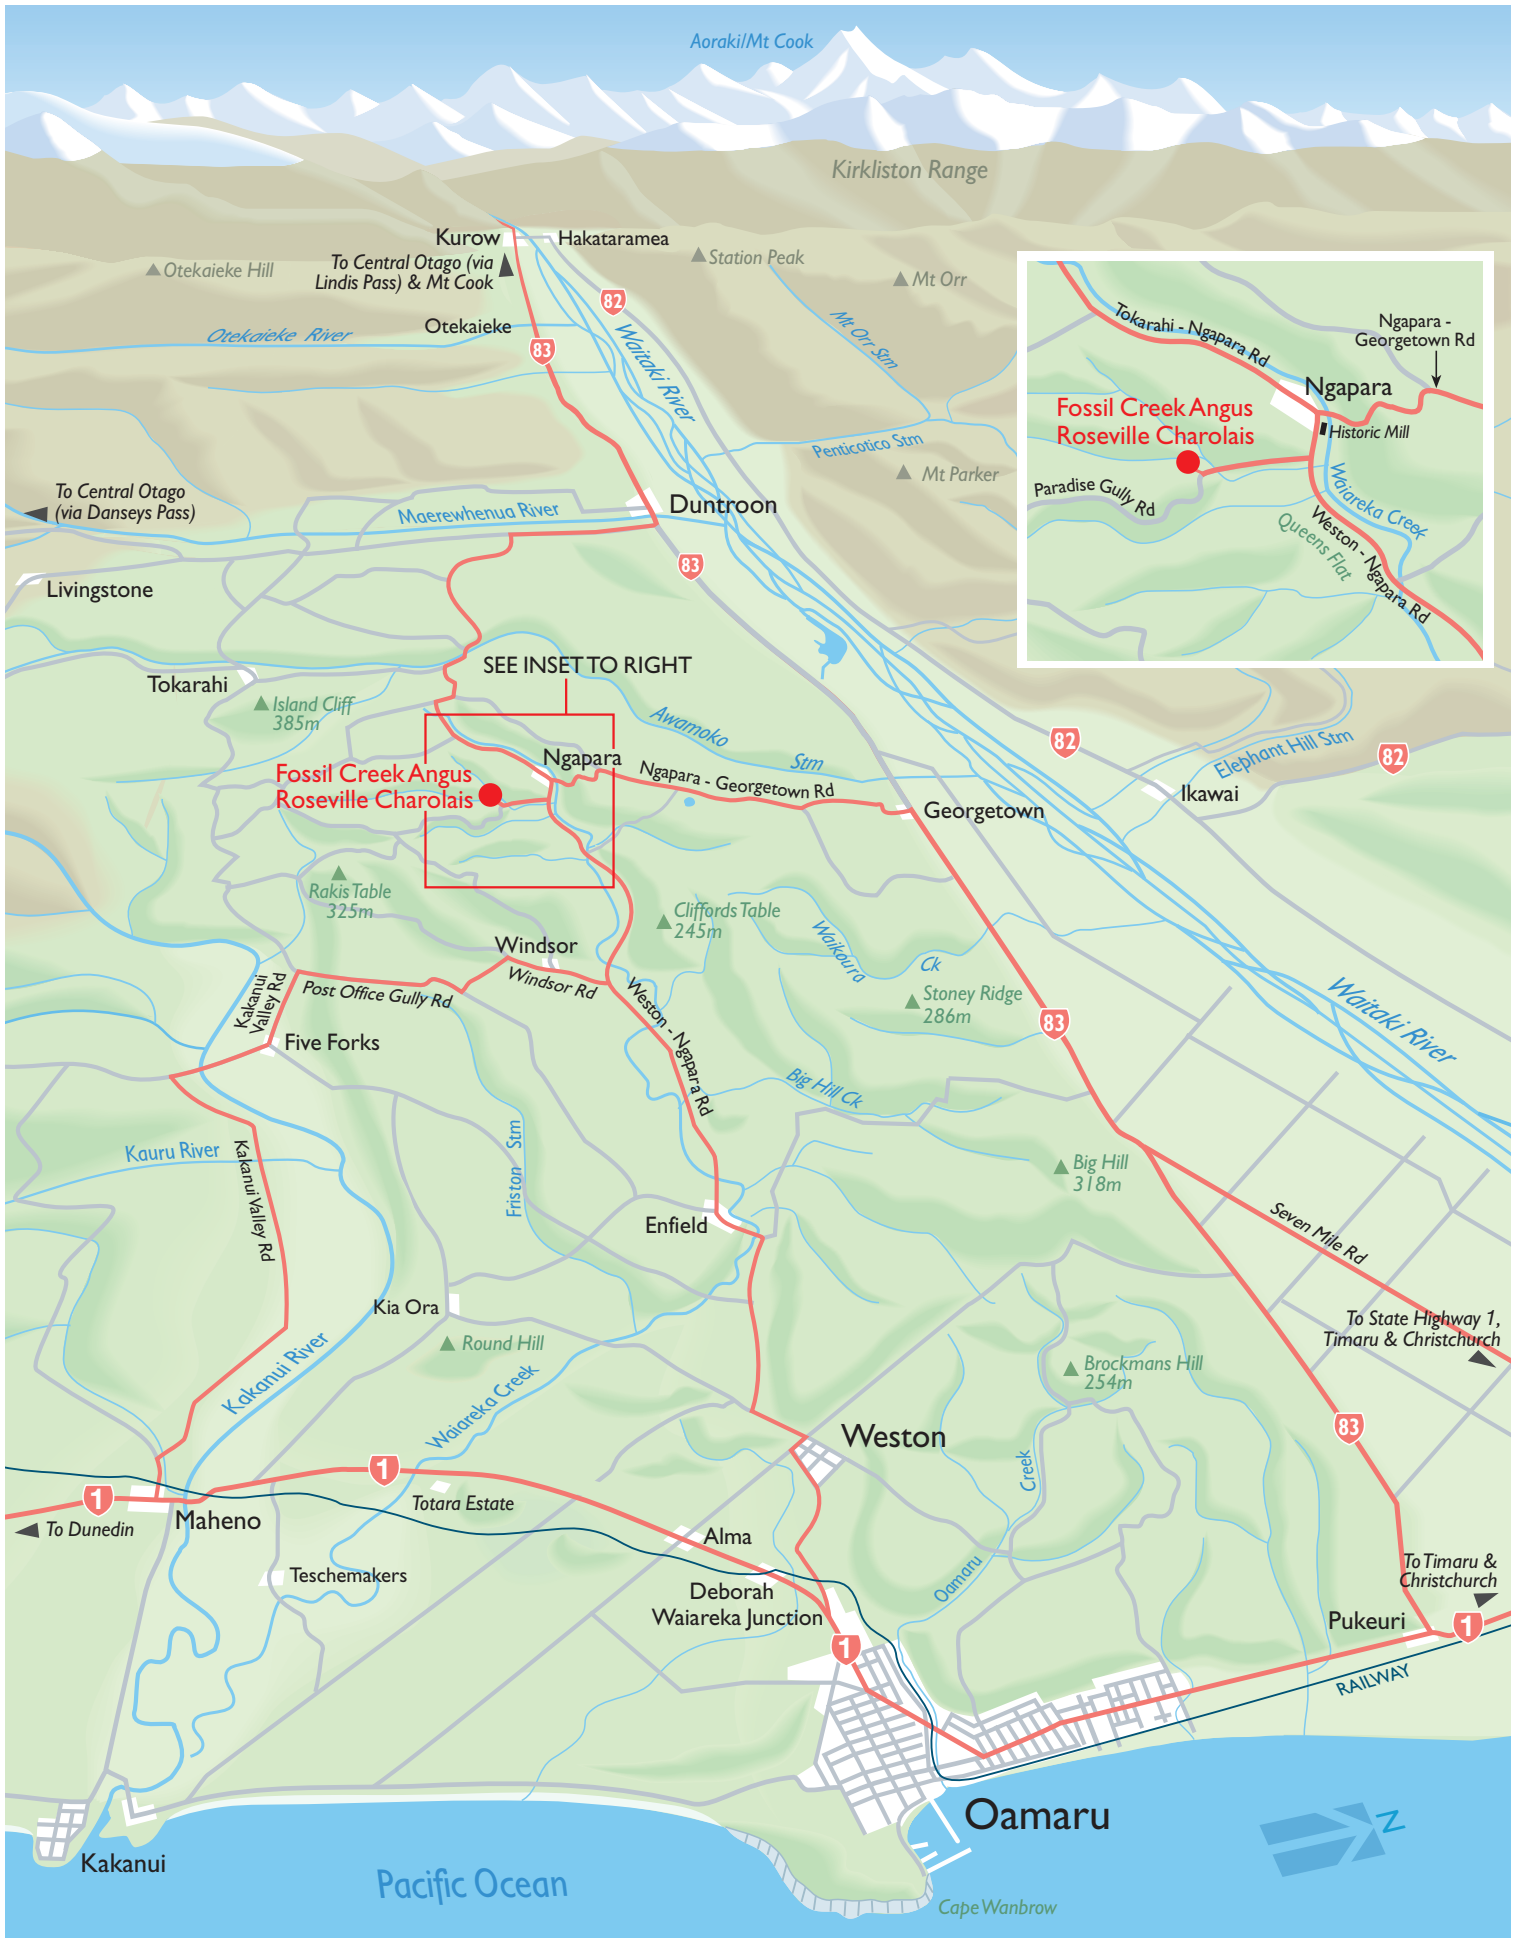 Aoraki/Mt Cook
Kirkliston Range
Kurow
Hakataramea
To Central Otago (via
Lindis Pass) & Mt Cook
Otekaieke Hill
Station Peak
Mt Orr
82
Otekaieke
Otekaieke River
83
Waitaki River
Mt Orr Stm
Penticotico Stm
Mt Parker
To Central Otago
(via Danseys Pass)
Maerewhenua River
Duntroon
83
Livingstone
Tokarahi - Ngapara Rd
Ngapara -
Georgetown Rd
Ngapara
Fossil Creek Angus
Roseville Charolais
Historic Mill
Paradise Gully Rd
Waiareka Creek
Queens Flat
Weston - Ngapara Rd
SEE INSET TO RIGHT
Tokarahi
Island Cliff
385m
Awamoko Stm
82
Elephant Hill Stm
82
Ngapara
Fossil Creek Angus
Roseville Charolais
Ngapara - Georgetown Rd
Georgetown
Ikawai
Rakis Table
325m
Cliffords Table
245m
Windsor
Waikoura Ck
Kakanui
Valley Rd
Post Office Gully Rd
Windsor Rd
Weston - Ngapara Rd
Stoney Ridge
286m
83
Waitaki River
Five Forks
Big Hill Ck
Kauru River
Kakanui Valley Rd
Friston Stm
Big Hill
318m
Enfield
Seven Mile Rd
Kia Ora
Round Hill
To State Highway 1,
Timaru & Christchurch
Kakanui River
Waiareka Creek
Brockmans Hill
254m
Weston
83
1
1
Totara Estate
Oamaru Creek
Maheno
To Dunedin
Alma
Teschemakers
Deborah
Waiareka Junction
To Timaru &
Christchurch
Pukeuri
1
1
RAILWAY
Oamaru
Kakanui
Pacific Ocean
Cape Wanbrow
N